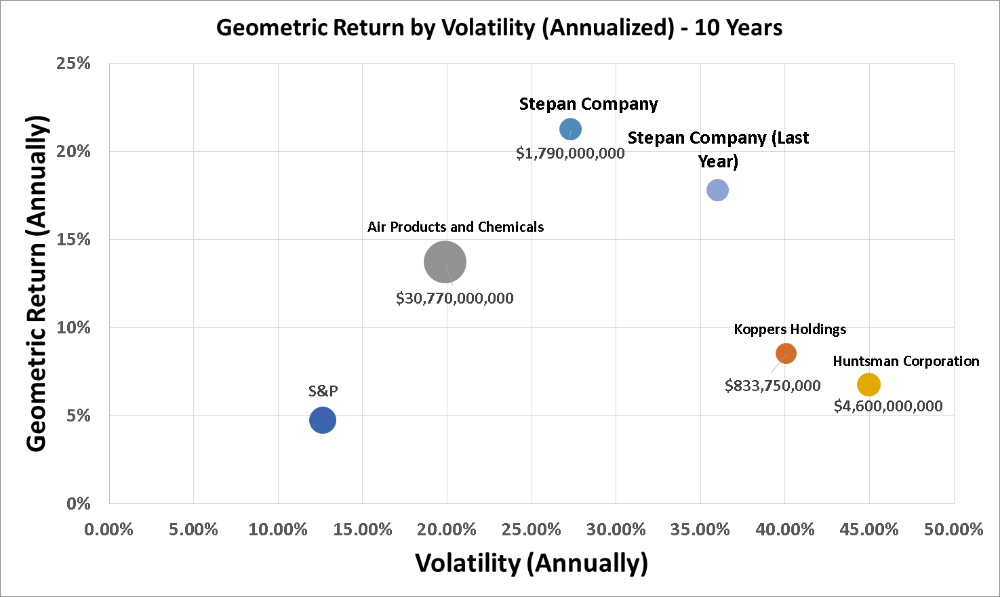 Geometric Return by Volatility (Annualized) - 10 Years
Geometric Return (Annually)
25%
20%
15%
10%
5%
0%
Stepan Company
$1,790,000,000
Stepan Company (Last
Year)
Air Products and Chemicals
$30,770,000,000
Koppers Holdings
$833,750,000
Huntsman Corporation
$4,600,000,000
S&P
0.00% 5.00% 10.00% 15.00% 20.00% 25.00% 30.00% 35.00% 40.00% 45.00% 50.00%
Volatility (Annually)